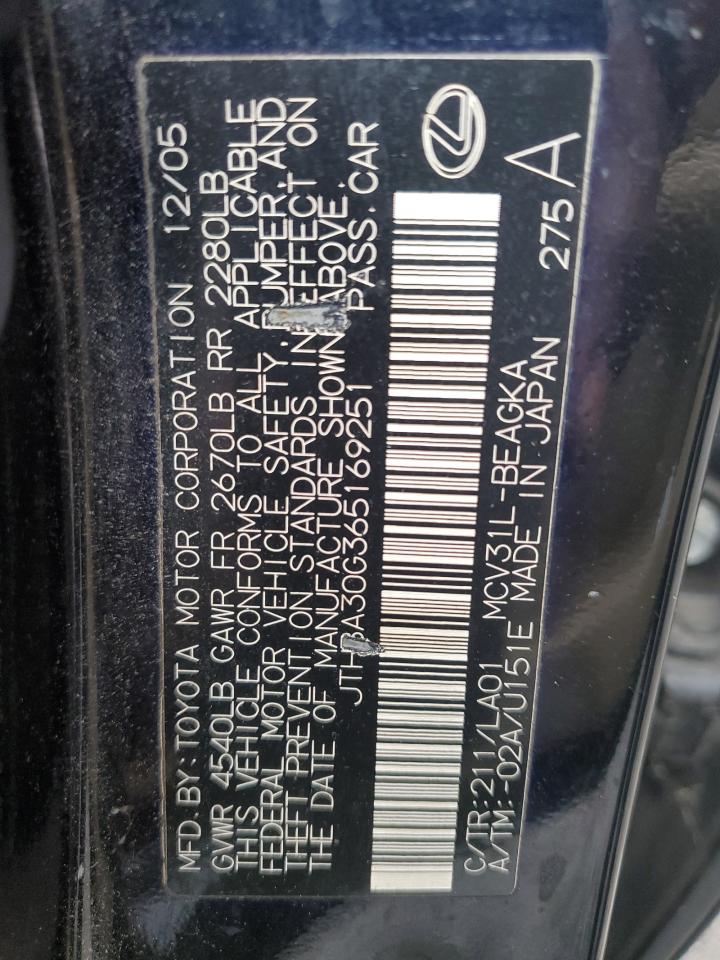 MFD. BY: TOYOTA MOTOR CORPORATION 12/05
GVWR 4540LB GAWR FR 2670LB RR 2280LB
THIS VEHICLE CONFORMS TO ALL APPLICABLE
FEDERAL MOTOR VEHICLE SAFETY, BUMPER, AND
THEFT PREVENTION STANDARDS IN EFFECT ON
THE DATE OF MANUFACTURE SHOWN ABOVE.
JTHBA30G365169251 PASS. CAR
C/TR:211/LA01 MCV31L-BEAGKA
A/TM:-02A/U151E MADE IN JAPAN 275 A